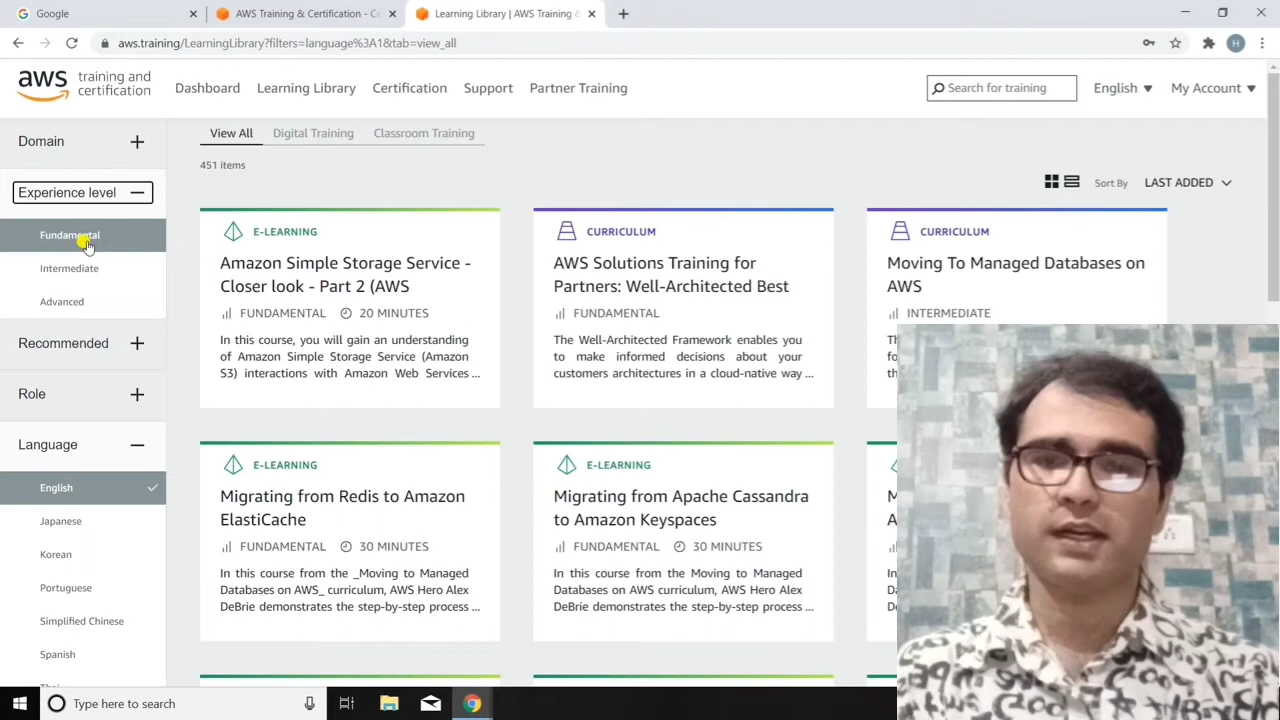 Google
AWS Training & Certification - Ce
Learning Library | AWS Training &
aws.training/LearningLibrary?filters=language%3A1&tab=view_all
H
aws training and certification
Dashboard
Learning Library
Certification
Support
Partner Training
Search for training
English
My Account
Domain
Experience level
Fundamental
Intermediate
Advanced
Recommended
Role
Language
English
Japanese
Korean
Portuguese
Simplified Chinese
Spanish
Thai
View All
Digital Training
Classroom Training
451 items
Sort By
LAST ADDED
E-LEARNING
Amazon Simple Storage Service -
Closer look - Part 2 (AWS
FUNDAMENTAL
20 MINUTES
In this course, you will gain an understanding
of Amazon Simple Storage Service (Amazon
S3) interactions with Amazon Web Services ...
CURRICULUM
AWS Solutions Training for
Partners: Well-Architected Best
FUNDAMENTAL
The Well-Architected Framework enables you
to make informed decisions about your
customers architectures in a cloud-native way ...
CURRICULUM
Moving To Managed Databases on
AWS
INTERMEDIATE
E-LEARNING
Migrating from Redis to Amazon
ElastiCache
FUNDAMENTAL
30 MINUTES
In this course from the _Moving to Managed
Databases on AWS_ curriculum, AWS Hero Alex
DeBrie demonstrates the step-by-step process ...
E-LEARNING
Migrating from Apache Cassandra
to Amazon Keyspaces
FUNDAMENTAL
30 MINUTES
In this course from the Moving to Managed
Databases on AWS curriculum, AWS Hero Alex
DeBrie demonstrates the step-by-step process ...
Type here to search